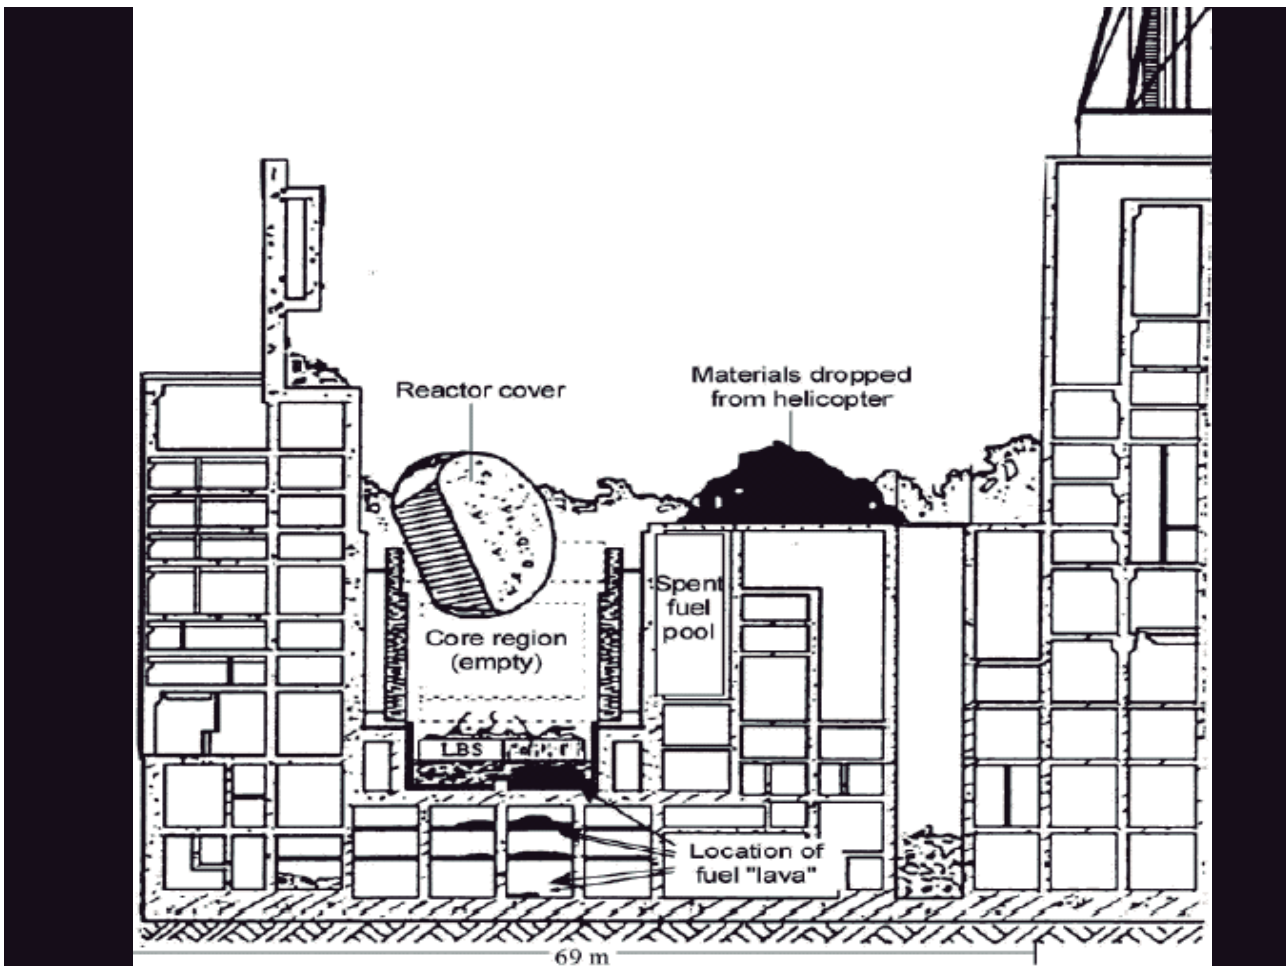 Reactor cover
Materials dropped
from helicopter
Spent
fuel
pool
Core region
(empty)
LBS
Location of
fuel "lava"
69 m